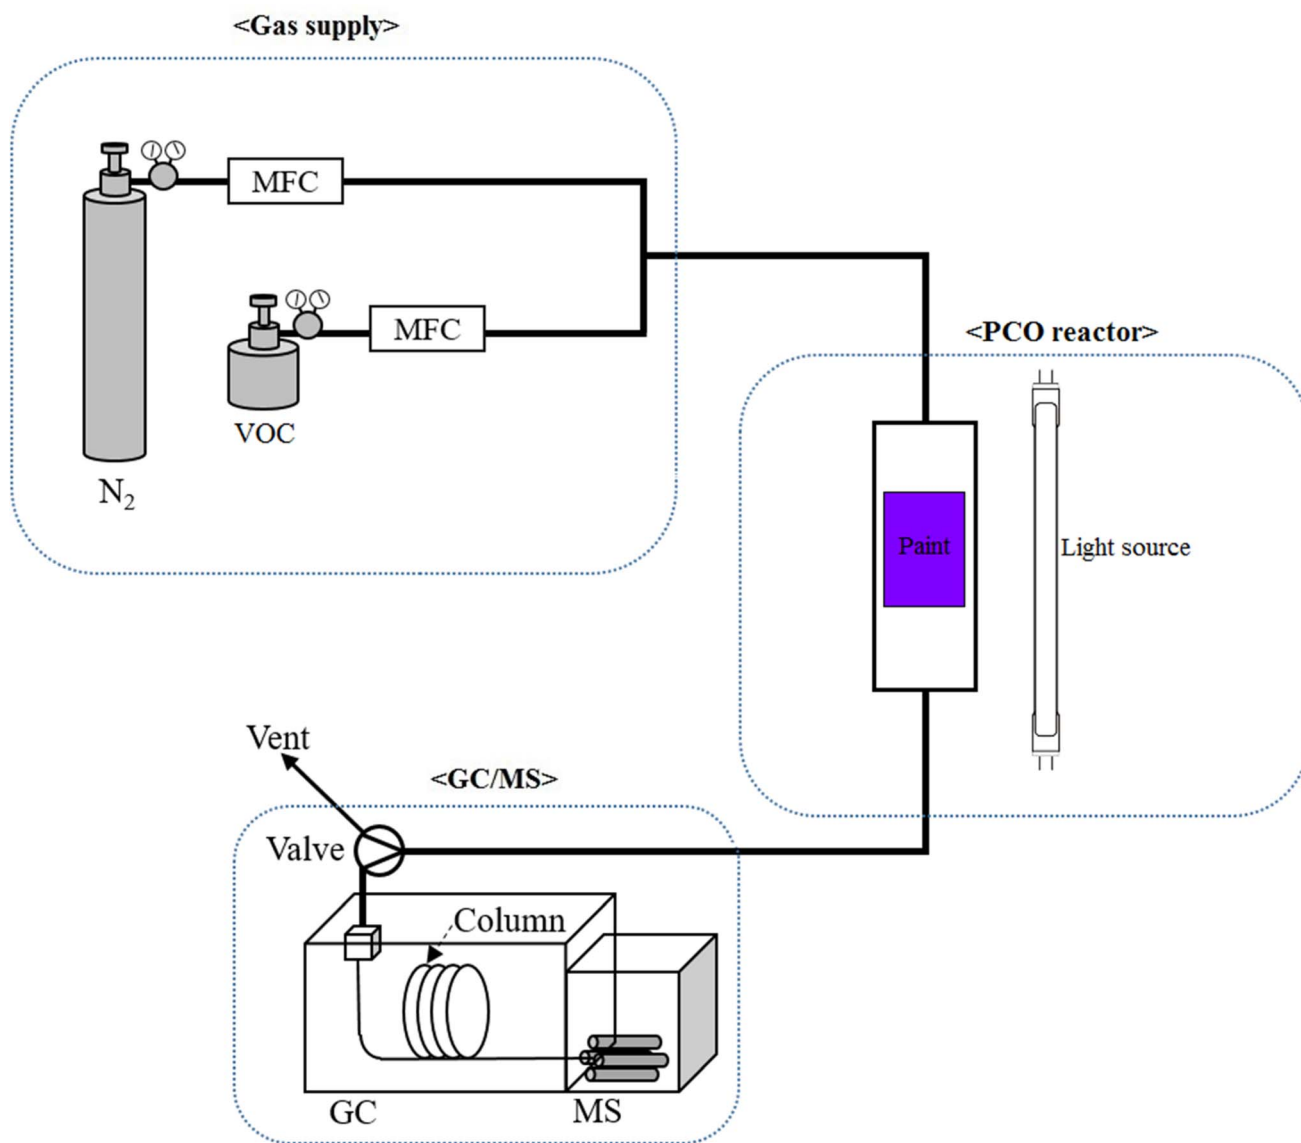 <Gas supply>
MFC
MFC
VOC
N₂
<PCO reactor>
Paint
Light source
Vent
<GC/MS>
Valve
Column
GC
MS